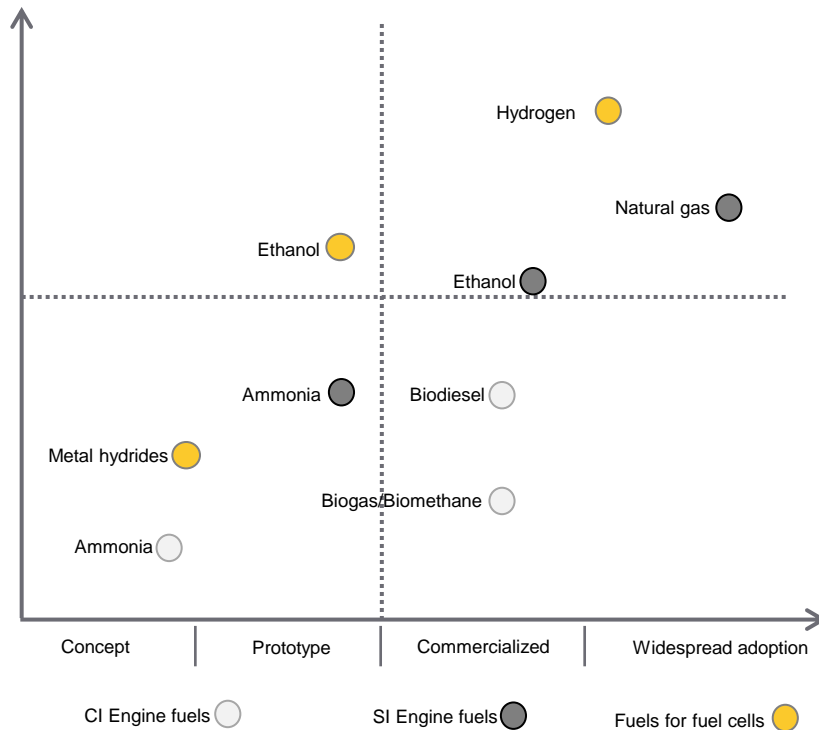 Hydrogen
Natural gas
Ethanol
Ethanol
Ammonia
Biodiesel
Metal hydrides
Biogas/Biomethane
Ammonia
Concept
Prototype
Commercialized
Widespread adoption
CI Engine fuels
SI Engine fuels
Fuels for fuel cells